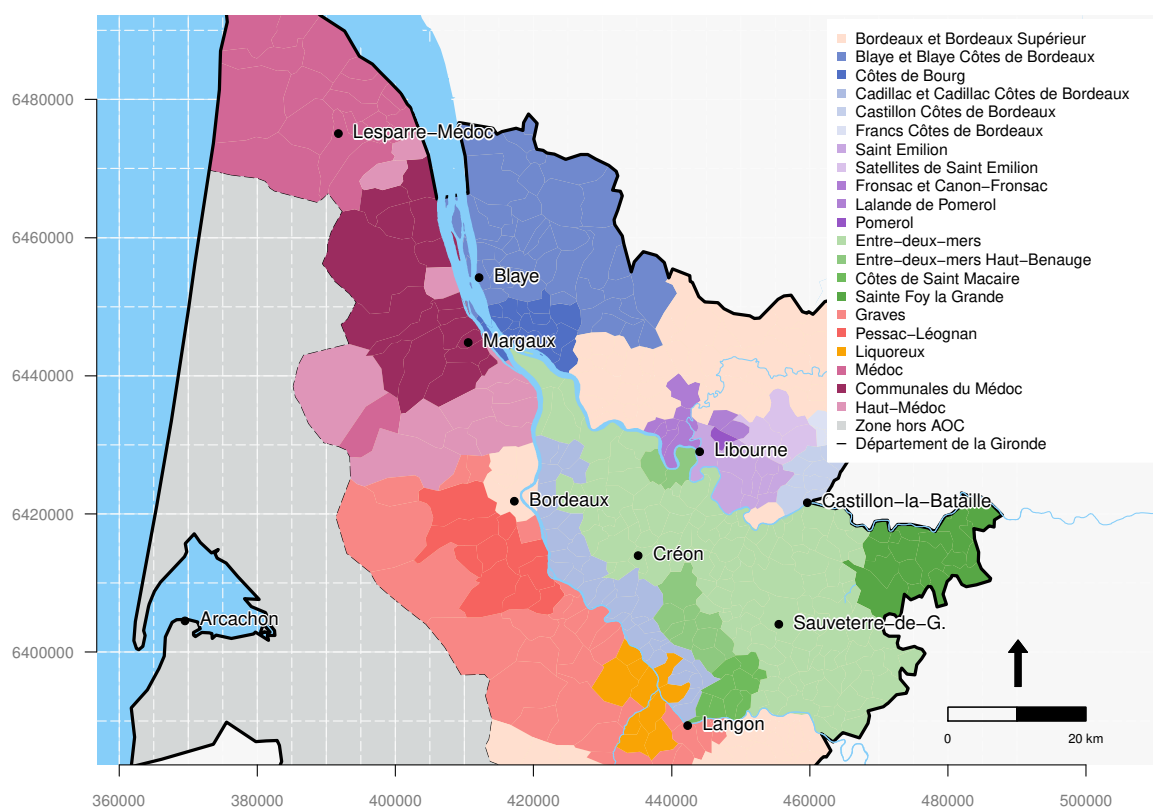 Bordeaux et Bordeaux Supérieur
Blaye et Blaye Côtes de Bordeaux
Côtes de Bourg
Cadillac et Cadillac Côtes de Bordeaux
Castillon Côtes de Bordeaux
Francs Côtes de Bordeaux
Saint Emilion
Satellites de Saint Emilion
Fronsac et Canon−Fronsac
Lalande de Pomerol
Pomerol
Entre−deux−mers
Entre−deux−mers Haut−Benauge
Côtes de Saint Macaire
Sainte Foy la Grande
Graves
Pessac−Léognan
Liquoreux
Médoc
Communales du Médoc
Haut−Médoc
Zone hors AOC
Département de la Gironde
6480000
6460000
6440000
6420000
6400000
Lesparre−Médoc
Blaye
Margaux
Libourne
Bordeaux
Castillon−la−Bataille
Créon
Arcachon
Sauveterre−de−G.
Langon
0
20 km
360000
380000
400000
420000
440000
460000
480000
500000